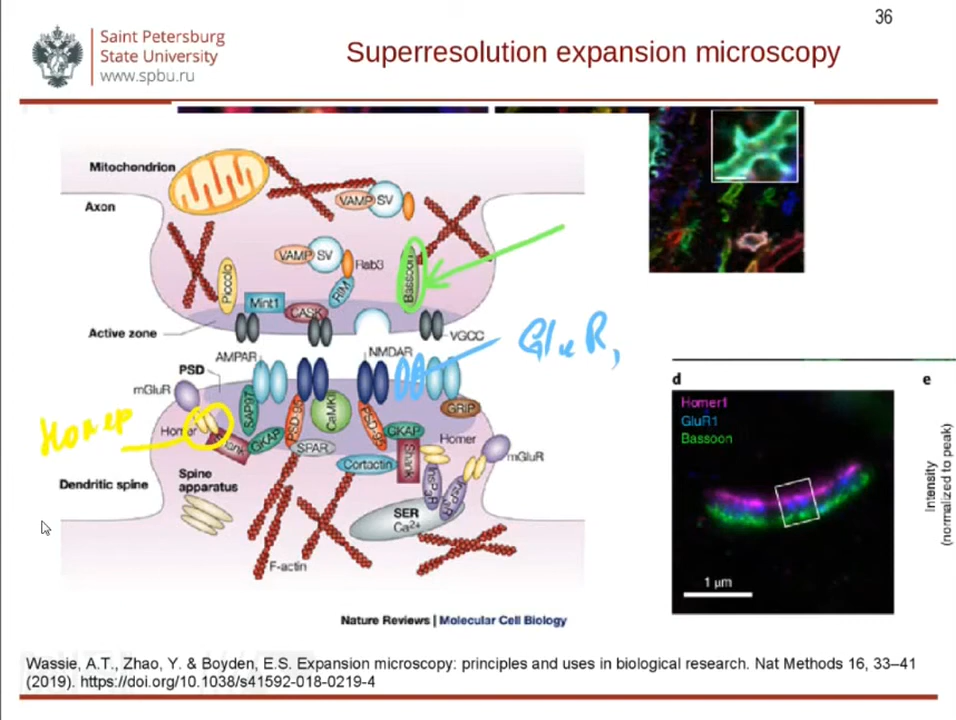 36
Saint Petersburg
State University
www.spbu.ru
Superresolution expansion microscopy
Mitochondrion
Axon
VAMP
SV
VAMP
SV
Rab3
Piccolo
RIM
Bassoon
Mint1
CASK
Active zone
VGCC
GluR,
AMPAR
NMDAR
PSD
mGluR
SAP97
PSD-95
CaMKII
PSD-95
GRIP
Homer
Homer
Shank
GKAP
SPAR
GKAP
Shank
Homer
mGluR
Cortactin
InsP3R
InsP3R
Dendritic spine
Spine
apparatus
SER
Ca2+
F-actin
Nature Reviews | Molecular Cell Biology
d
Homer1
GluR1
Bassoon
1 μm
e
Intensity
(normalized to peak)
Wassie, A.T., Zhao, Y. & Boyden, E.S. Expansion microscopy: principles and uses in biological research. Nat Methods 16, 33–41
(2019). https://doi.org/10.1038/s41592-018-0219-4